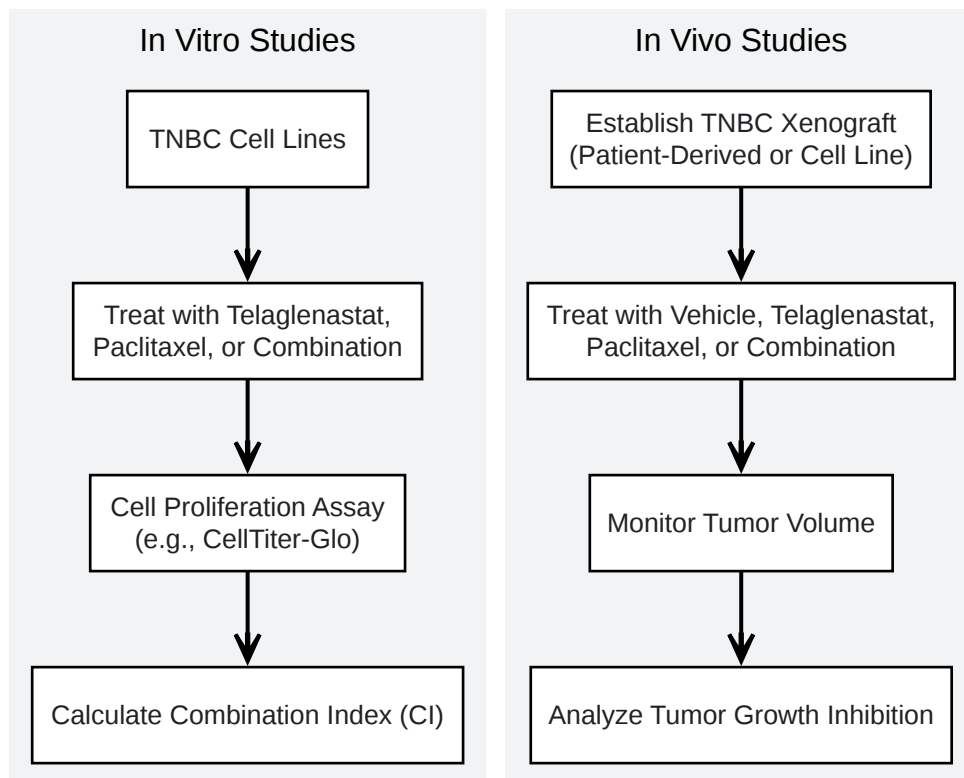 In Vitro Studies
TNBC Cell Lines
Treat with Telaglenastat,
Paclitaxel, or Combination
Cell Proliferation Assay
(e.g., CellTiter-Glo)
Calculate Combination Index (CI)
In Vivo Studies
Establish TNBC Xenograft
(Patient-Derived or Cell Line)
Treat with Vehicle, Telaglenastat,
Paclitaxel, or Combination
Monitor Tumor Volume
Analyze Tumor Growth Inhibition